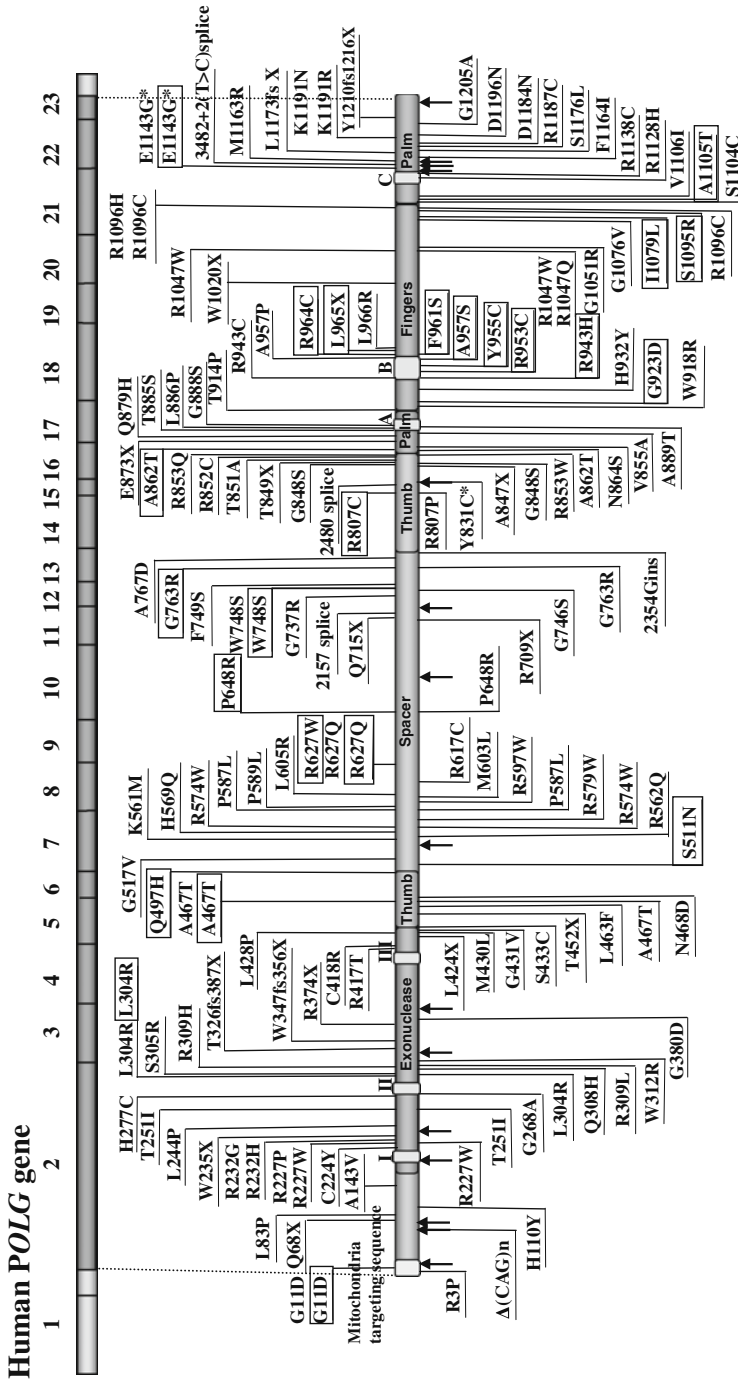 Human POLG gene
1 2 3 4 5 6 7 8 9 10 11 12 13 14 15 16 17 18 19 20 21 22 23
G11D
G11D
Q68X
L83P
Mitochondria
targeting sequence
H277C
T251I
L244P
W235X
R232G
R232H
R227P
R227W
C224Y
A143V
L304R
L304R
S305R
R309H
T326fs387X
L428P
W347fs356X
R374X
C418R
R417T
G517V
Q497H
A467T
A467T
K561M
H569Q
R574W
P587L
P589L
L605R
R627W
R627Q
R627Q
P648R
A767D
G763R
F749S
W748S
W748S
G737R
2157 splice
Q715X
E873X
A862T
R853Q
R852C
T851A
T849X
G848S
2480 splice
R807C
Q879H
T885S
L886P
G888S
T914P
R943C
A957P
R964C
L965X
L966R
R1047W
W1020X
R1096H
R1096C
E1143G*
E1143G*
3482+2(T>C)splice
M1163R
L1173fs X
K1191N
K1191R
Y1210fs1216X
I II Exonuclease III Thumb Spacer Thumb Palm A B Fingers C Palm
R3P
Δ(CAG)n
H110Y
R227W
T251I
G268A
L304R
Q308H
R309L
W312R
G380D
L424X
M430L
G431V
S433C
T452X
L463F
A467T
N468D
S511N
R562Q
R574W
R579W
P587L
R597W
M603L
R617C
P648R
R709X
G746S
G763R
2354Gins
R807P
Y831C*
A847X
G848S
R853W
A862T
N864S
V855A
A889T
W918R
G923D
H932Y
R943H
R953C
Y955C
A957S
F961S
R1047W
R1047Q
G1051R
G1076V
I1079L
S1095R
R1096C
S1104C
A1105T
V1106I
R1128H
R1138C
F1164I
S1176L
R1187C
D1184N
D1196N
G1205A